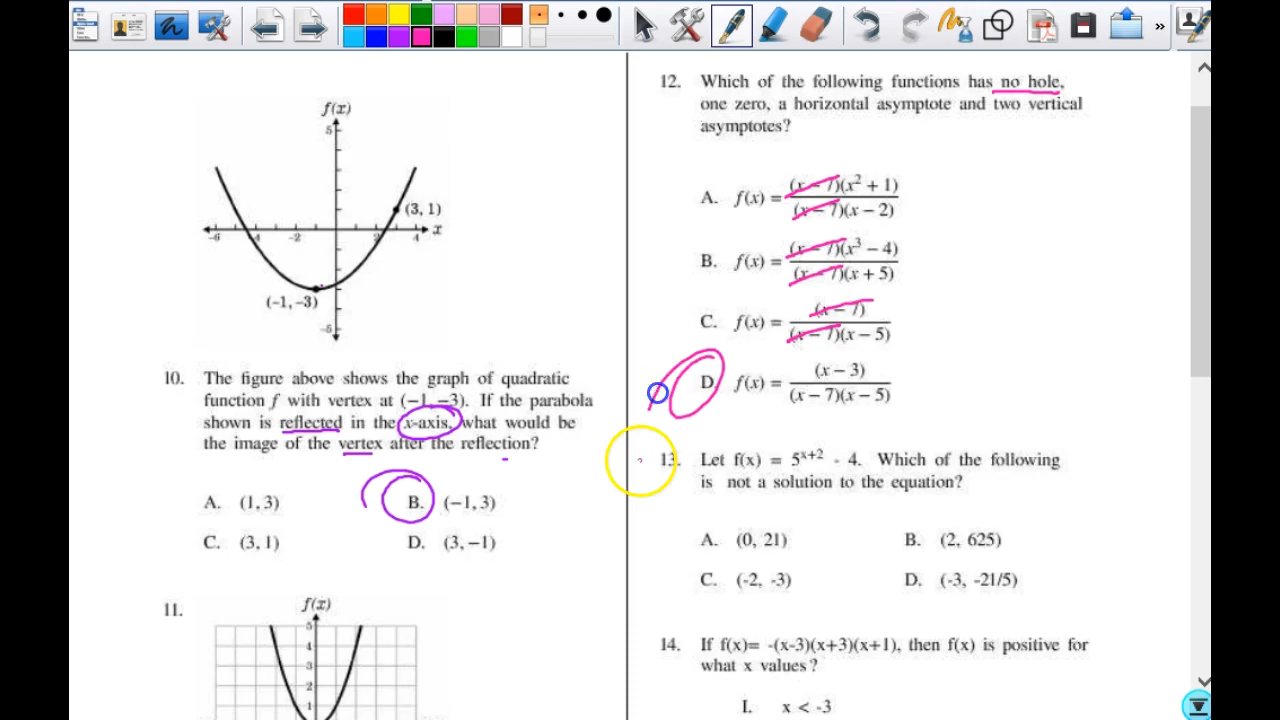 f(x)
5
(3, 1)
x
-6 -4 -2 2 4
(-1, -3)
-5
10. The figure above shows the graph of quadratic
function f with vertex at (-1, -3). If the parabola
shown is reflected in the x-axis, what would be
the image of the vertex after the reflection?
A. (1, 3) B. (-1, 3)
C. (3, 1) D. (3, -1)
11.
f(x)
5
4
3
2
1
12. Which of the following functions has no hole,
one zero, a horizontal asymptote and two vertical
asymptotes?
A. f(x) = (x - 7)(x² + 1)
(x - 7)(x - 2)
B. f(x) = (x - 7)(x³ - 4)
(x - 7)(x + 5)
C. f(x) = (x - 7)
(x - 7)(x - 5)
D. f(x) = (x - 3)
(x - 7)(x - 5)
13. Let f(x) = 5^{x+2} - 4. Which of the following
is not a solution to the equation?
A. (0, 21) B. (2, 625)
C. (-2, -3) D. (-3, -21/5)
14. If f(x)= -(x-3)(x+3)(x+1), then f(x) is positive for
what x values?
I. x < -3